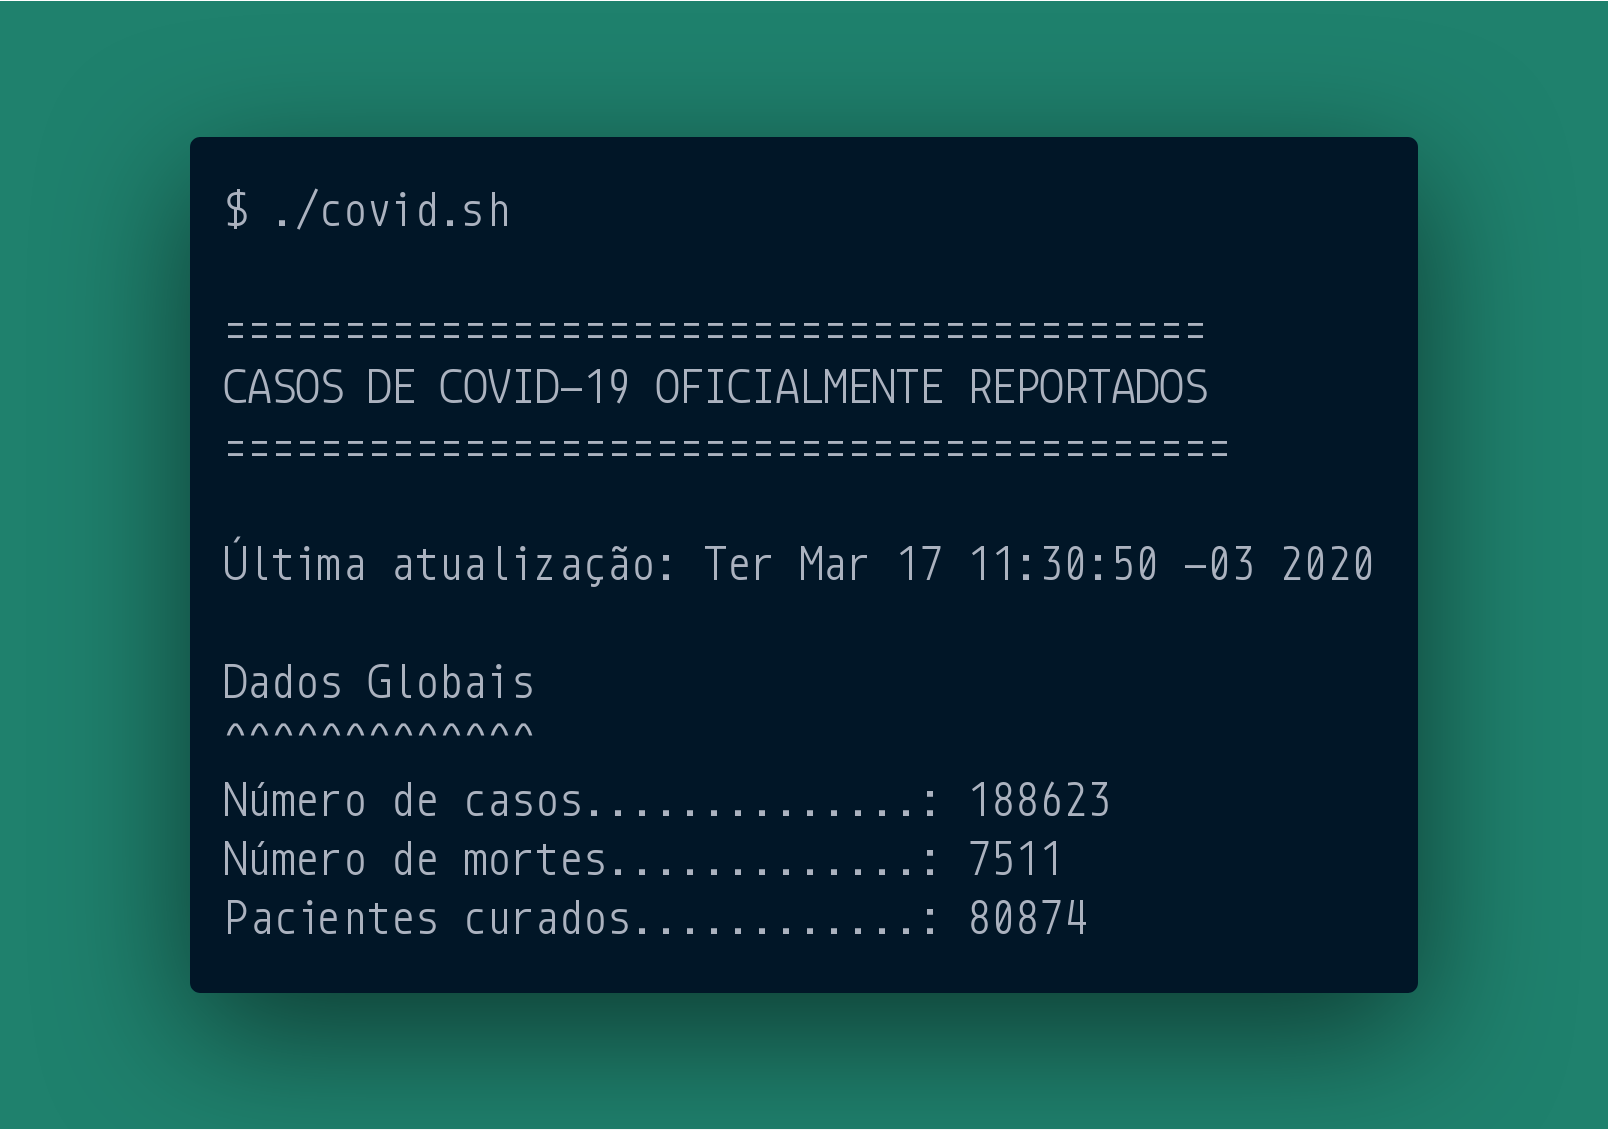 $ ./covid.sh
=========================================
CASOS DE COVID-19 OFICIALMENTE REPORTADOS
==========================================
Última atualização: Ter Mar 17 11:30:50 -03 2020
Dados Globais
^^^^^^^^^^^^^
Número de casos..............: 188623
Número de mortes.............: 7511
Pacientes curados............: 80874